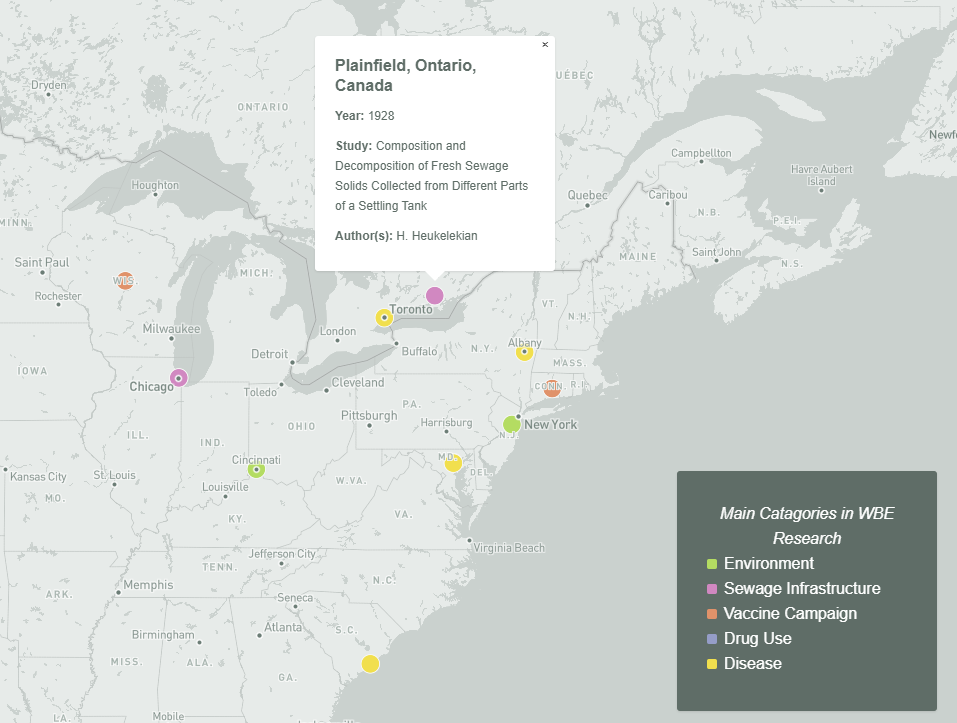 ×
Plainfield, Ontario,
Canada
Year: 1928
Study: Composition and
Decomposition of Fresh Sewage
Solids Collected from Different Parts
of a Settling Tank
Author(s): H. Heukelekian
Dryden
ONTARIO
QUÉBEC
Newfo
Campbellton
Havre Aubert
Island
Houghton
Quebec
Caribou
N.B.
P.E.I.
MINN
MAINE
Saint John
N.S.
Saint Paul
WIS.
MICH.
Rochester
Toronto
VT.
N.H.
Milwaukee
London
Albany
Buffalo
N.Y.
Detroit
MASS.
IOWA
Chicago
Toledo
Cleveland
CONN.
R.I.
PA.
Pittsburgh
Harrisburg
New York
N.J.
OHIO
ILL.
IND.
Cincinnati
MD.
DEL.
Kansas City
St. Louis
Louisville
W.VA.
MO.
VA.
KY.
Virginia Beach
Jefferson City
TENN.
N.C.
Memphis
ARK.
Seneca
Atlanta
S.C.
Birmingham
MISS.
ALA.
GA.
LA.
Mobile
Main Catagories in WBE
Research
Environment
Sewage Infrastructure
Vaccine Campaign
Drug Use
Disease